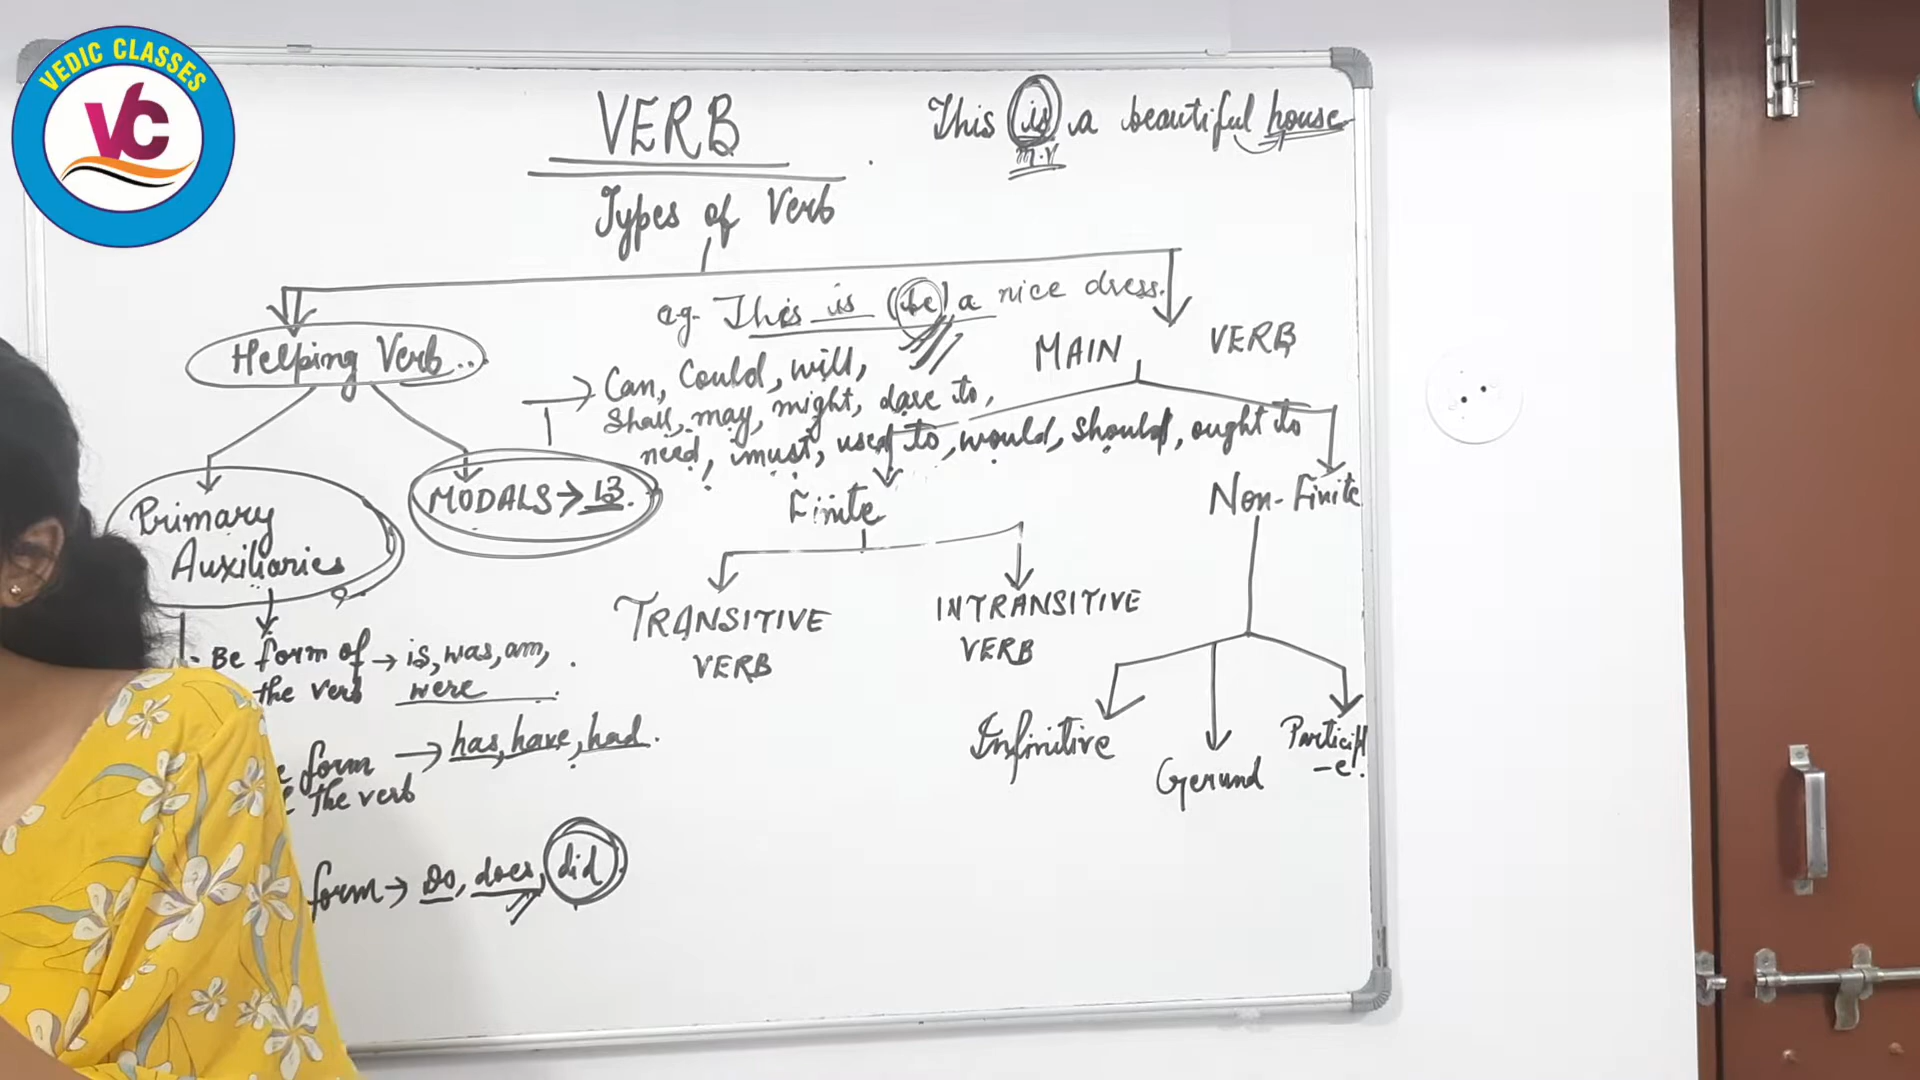 VEDIC CLASSES
VC
VERB
This is a beautiful house
m.v
Types of Verb
e.g. This is (be) a nice dress.
Helping Verb..
MAIN VERB
Can, Could, will,
Shall, may, might, dare to,
need, must, used to, would, should, ought to
Primary
Auxiliaries
MODALS → 13.
Finite
Non-Finite
TRANSITIVE
VERB
INTRANSITIVE
VERB
Be form of → is, was, am,
the verb were
Infinitive
Gerund
Particip
-e.
form → has, have, had.
the verb
form → Do, does, did